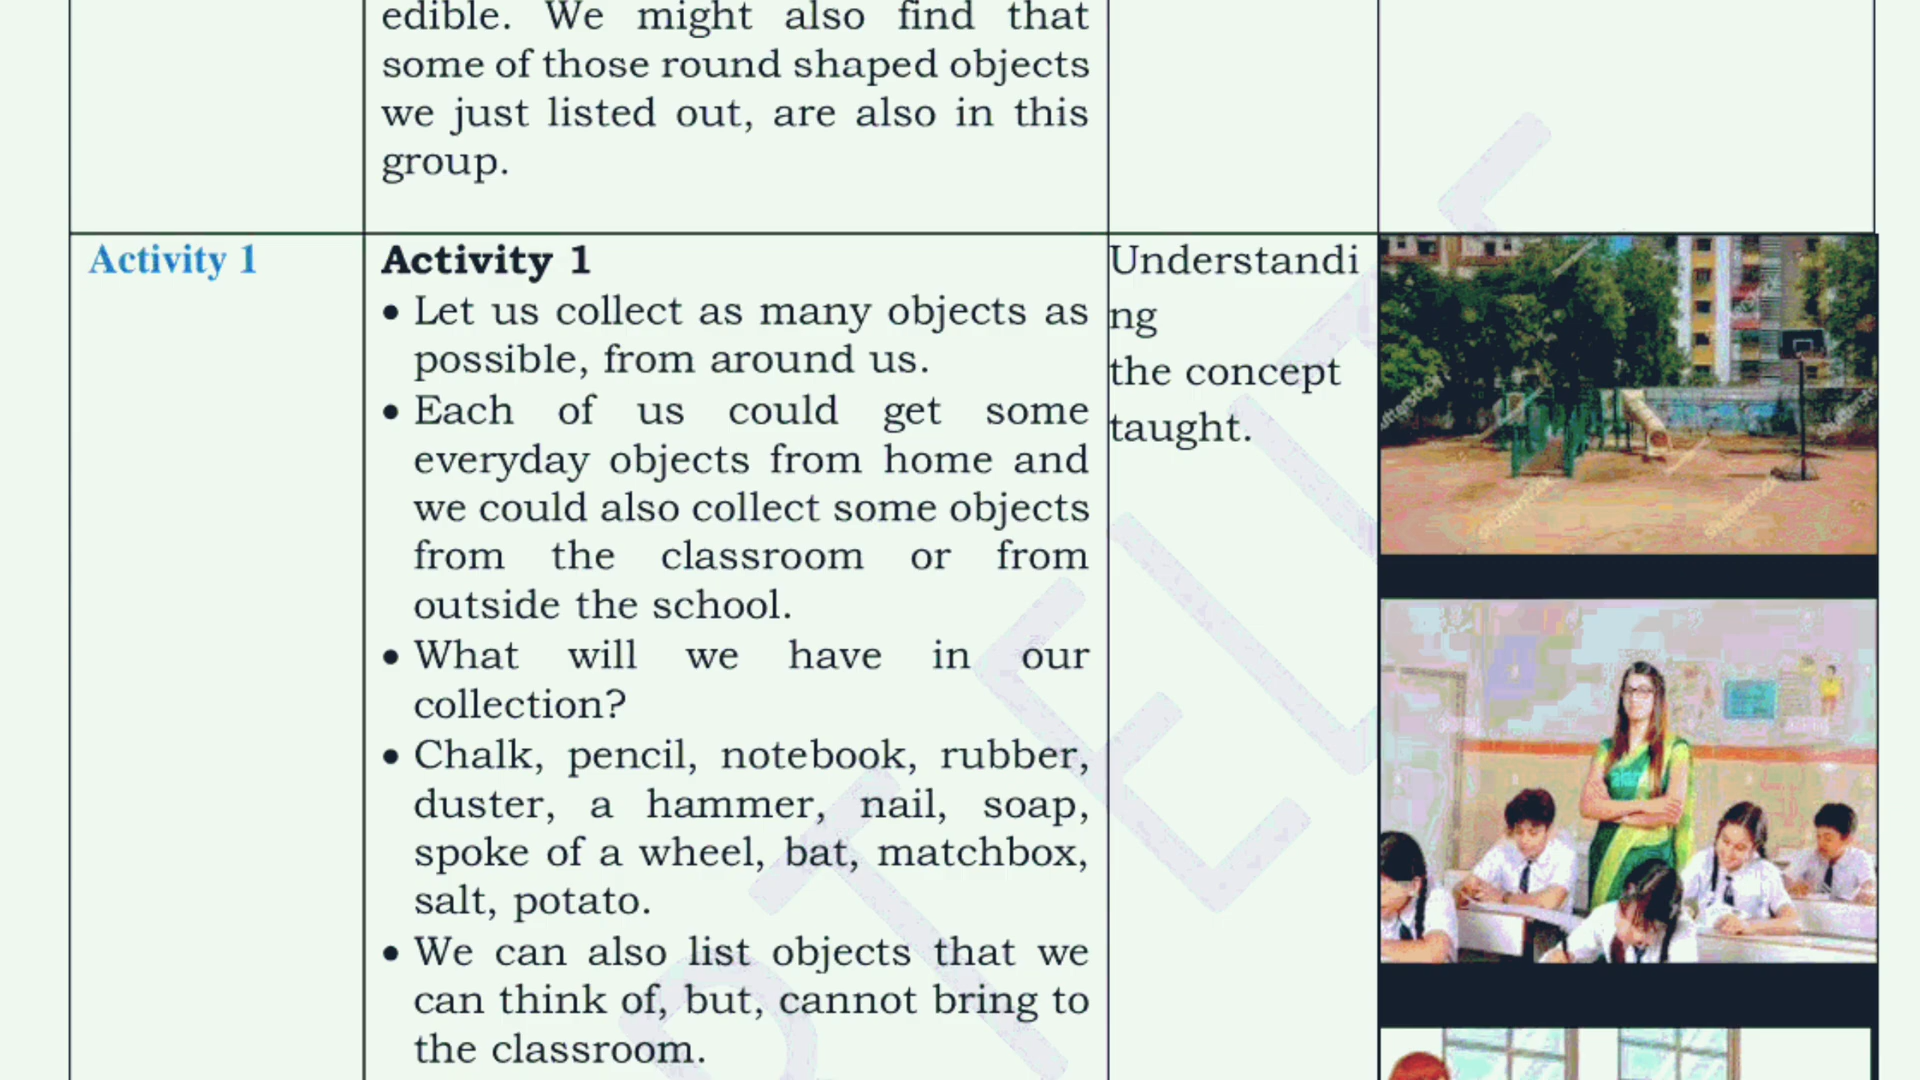 edible. We might also find that
some of those round shaped objects
we just listed out, are also in this
group.
Activity 1
Activity 1
• Let us collect as many objects as
possible, from around us.
• Each of us could get some
everyday objects from home and
we could also collect some objects
from the classroom or from
outside the school.
• What will we have in our
collection?
• Chalk, pencil, notebook, rubber,
duster, a hammer, nail, soap,
spoke of a wheel, bat, matchbox,
salt, potato.
• We can also list objects that we
can think of, but, cannot bring to
the classroom.
Understandi
ng
the concept
taught.